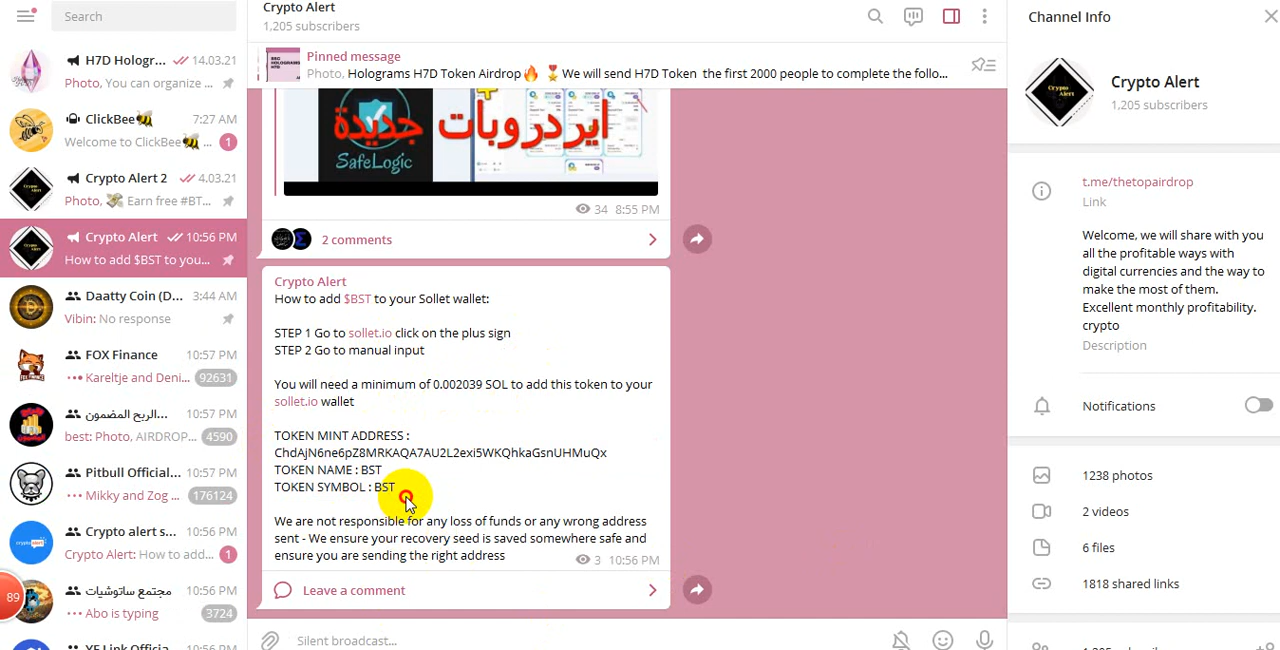 Search
H7D Hologr...
14.03.21
Photo, You can organize ...
ClickBee🐝
7:27 AM
Welcome to ClickBee🐝 ...
1
Crypto Alert 2
4.03.21
Photo, 💸 Earn free #BT...
Crypto Alert
10:56 PM
How to add $BST to you...
Daatty Coin (D...
3:44 AM
Vibin: No response
FOX Finance
10:57 PM
Kareltje and Deni...
92631
الربح المضمون...
10:57 PM
best: Photo, AIRDROP...
4590
Pitbull Official...
10:57 PM
Mikky and Zog ...
176124
Crypto alert s...
10:56 PM
Crypto Alert: How to add...
1
89
مجتمع ساتوشيات
10:56 PM
Abo is typing
3724
YF Link Officia...
10:56 PM
Crypto Alert
1,205 subscribers
Pinned message
Photo, Holograms H7D Token Airdrop🔥 🏅We will send H7D Token the first 2000 people to complete the follo...
ايردروبات جديدة
SafeLogic
34 8:55 PM
2 comments
Crypto Alert
How to add $BST to your Sollet wallet:
STEP 1 Go to sollet.io click on the plus sign
STEP 2 Go to manual input
You will need a minimum of 0.002039 SOL to add this token to your
sollet.io wallet
TOKEN MINT ADDRESS :
ChdAjN6ne6pZ8MRKAQA7AU2L2exi5WKQhkaGsnUHMuQx
TOKEN NAME : BST
TOKEN SYMBOL : BST
We are not responsible for any loss of funds or any wrong address
sent - We ensure your recovery seed is saved somewhere safe and
ensure you are sending the right address
3 10:56 PM
Leave a comment
Silent broadcast...
Channel Info
Crypto Alert
1,205 subscribers
t.me/thetopairdrop
Link
Welcome, we will share with you
all the profitable ways with
digital currencies and the way to
make the most of them.
Excellent monthly profitability.
crypto
Description
Notifications
1238 photos
2 videos
6 files
1818 shared links